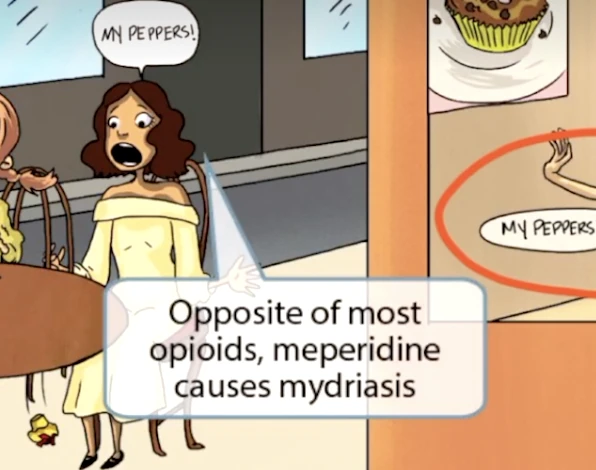 MY PEPPERS!
MY PEPPERS
Opposite of most
opioids, meperidine
causes mydriasis